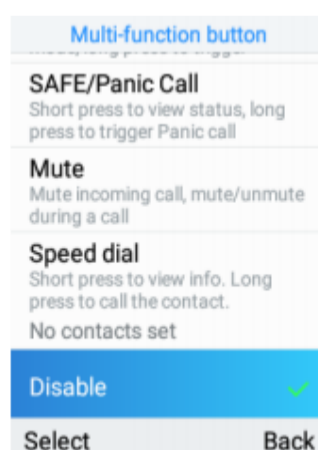 Multi-function button
SAFE/Panic Call
Short press to view status, long
press to trigger Panic call
Mute
Mute incoming call, mute/unmute
during a call
Speed dial
Short press to view info. Long
press to call the contact.
No contacts set
Disable
Select Back